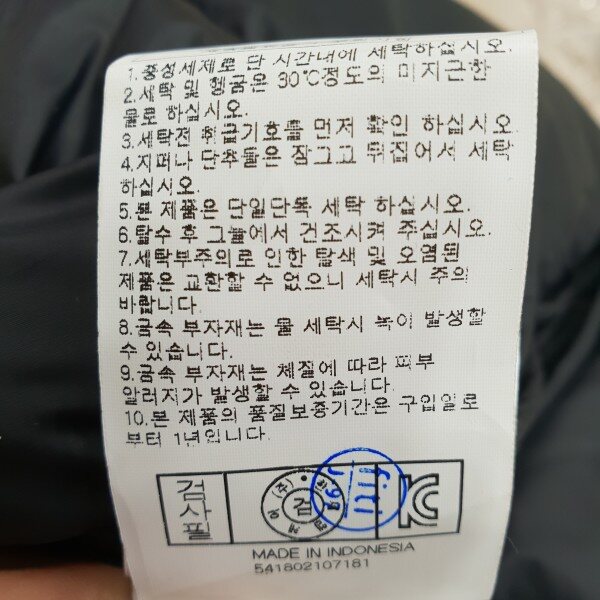 1.중성세제로 단 시간내에 세탁하십시오.
2.세탁 및 헹굼은 30℃정도의 미지근한
물로 하십시오.
3.세탁전 취급기호를 먼저 확인 하십시오
4.지퍼나 단추들은 잠그고 뒤집어서 세탁
하십시오.
5.본 제품은 단일단독 세탁 하십시오.
6.탈수 후 그늘에서 건조시켜 주십시오.
7.세탁부주의로 인한 탈색 및 오염된
제품은 교환할 수 없으니 세탁시 주의
바랍니다.
8.금속 부자재는 물 세탁시 녹이 발생할
수 있습니다.
9.금속 부자재는 체질에 따라 피부
알러지가 발생할 수 있습니다.
10.본 제품의 품질보증기간은 구입일로
부터 1년입니다.
검사필
검
fiti
KC
MADE IN INDONESIA
541802107181